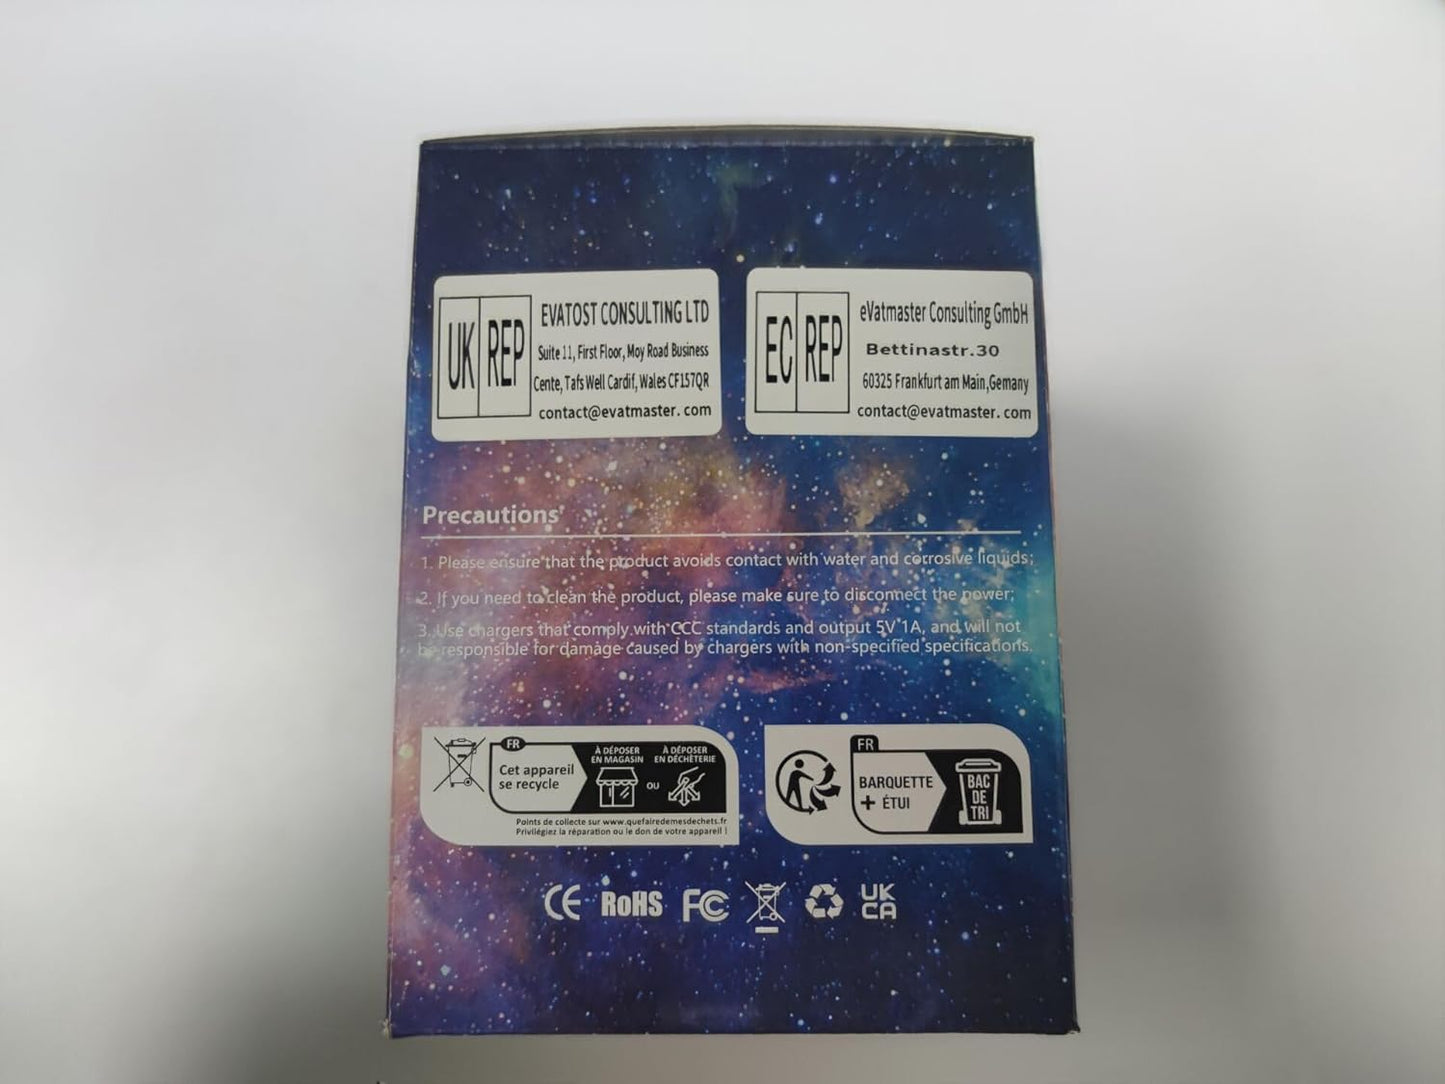 UK REP
EVATOST CONSULTING LTD
Suite 11, First Floor, Moy Road Business
Cente, Tafs Well Cardif, Wales CF157QR
contact@evatmaster. com
EC REP
eVatmaster Consulting GmbH
Bettinastr.30
60325 Frankfurt am Main,Gemany
contact@evatmaster. com
Precautions
1. Please ensure that the product avoids contact with water and corrosive liquids;
2. If you need to clean the product, please make sure to disconnect the power;
3. Use chargers that comply with CCC standards and output 5V 1A, and will not
be responsible for damage caused by chargers with non-specified specifications.
FR
Cet appareil
se recycle
À DÉPOSER
EN MAGASIN
OU
À DÉPOSER
EN DÉCHÈTERIE
Points de collecte sur www.quefairedemesdechets.fr
Privilégiez la réparation ou le don de votre appareil !
FR
BARQUETTE
+ ÉTUI
BAC
DE
TRI
CE RoHS FC UK
CA